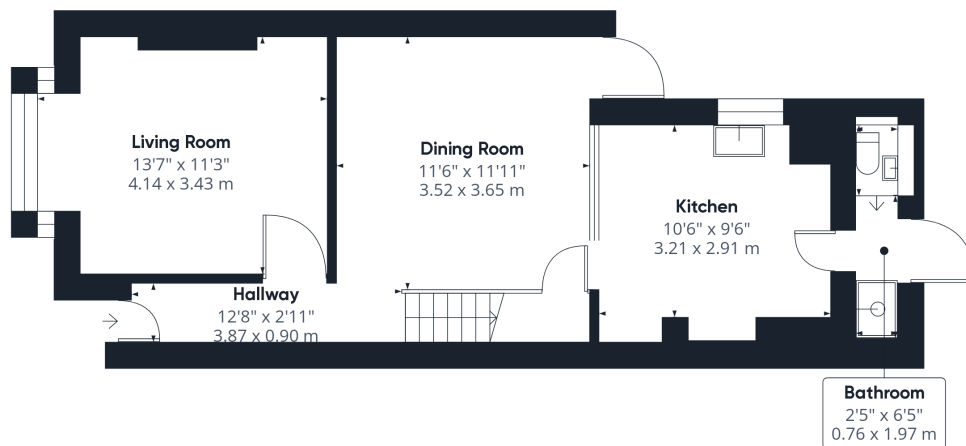 Living Room
13'7" x 11'3"
4.14 x 3.43 m
Dining Room
11'6" x 11'11"
3.52 x 3.65 m
Kitchen
10'6" x 9'6"
3.21 x 2.91 m
Hallway
12'8" x 2'11"
3.87 x 0.90 m
Bathroom
2'5" x 6'5"
0.76 x 1.97 m